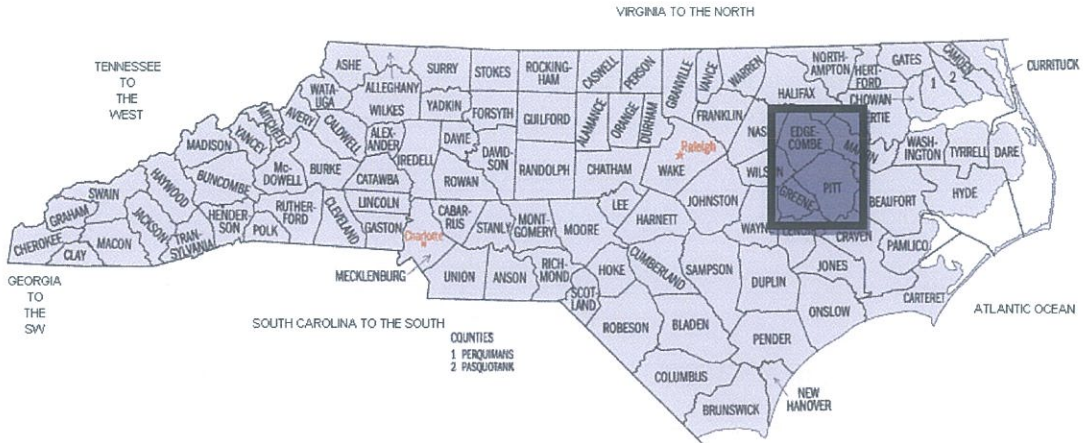 VIRGINIA TO THE NORTH
TENNESSEE
TO
THE
WEST
ASHE
ALLEGHANY
SURRY
STOKES
ROCKING-
HAM
CASWELL
PERSON
GRANVILLE
VANCE
WARREN
NORTH-
AMPTON
HERT-
FORD
GATES
CAMDEN
CURRITUCK
1
2
WATA-
UGA
WILKES
YADKIN
FORSYTH
GUILFORD
ALAMANCE
ORANGE
DURHAM
FRANKLIN
HALIFAX
CHOWAN
MITCHELL
AVERY
CALDWELL
ALEX-
ANDER
IREDELL
DAVIE
DAVID-
SON
RANDOLPH
CHATHAM
Raleigh
WAKE
NAS
EDGE-
COMBE
WASH-
INGTON
TYRRELL
DARE
MADISON
YANCEY
Mc-
DOWELL
BURKE
CATAWBA
ROWAN
WILSON
PITT
GREENE
BEAUFORT
HYDE
SWAIN
HAYWOOD
BUNCOMBE
RUTHER-
FORD
CLEVELAND
LINCOLN
GASTON
CABAR-
RUS
STANLY
MONT-
GOMERY
MOORE
LEE
HARNETT
JOHNSTON
CRAVEN
PAMLICO
GRAHAM
CHEROKEE
CLAY
MACON
JACKSON
TRAN-
SYLVANIA
HENDER-
SON
POLK
Charlotte
MECKLENBURG
UNION
ANSON
RICH-
MOND
SCOT-
LAND
HOKE
CUMBERLAND
SAMPSON
DUPLIN
JONES
CARTERET
GEORGIA
TO
THE
SW
SOUTH CAROLINA TO THE SOUTH
COUNTIES
1 PERQUIMANS
2 PASQUOTANK
ROBESON
BLADEN
PENDER
ONSLOW
ATLANTIC OCEAN
COLUMBUS
BRUNSWICK
NEW
HANOVER